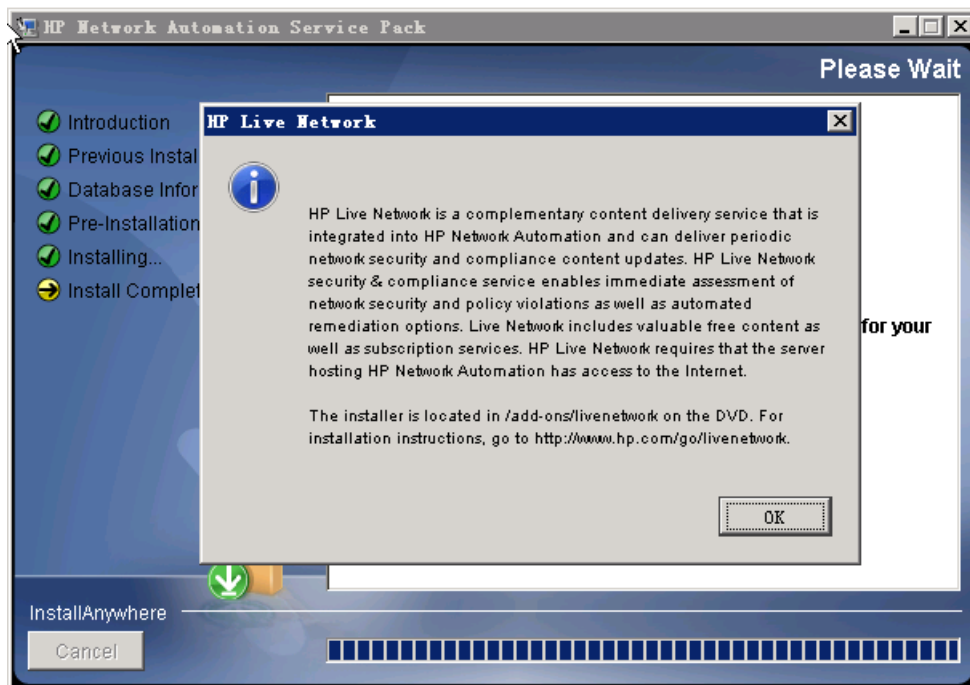 HP Network Automation Service Pack
Please Wait
Introduction
Previous Instal
Database Infor
Pre-Installation
Installing...
Install Complet
HP Live Network
HP Live Network is a complementary content delivery service that is
integrated into HP Network Automation and can deliver periodic
network security and compliance content updates. HP Live Network
security & compliance service enables immediate assessment of
network security and policy violations as well as automated
remediation options. Live Network includes valuable free content as
well as subscription services. HP Live Network requires that the server
hosting HP Network Automation has access to the Internet.
The installer is located in /add-ons/livenetwork on the DVD. For
installation instructions, go to http://www.hp.com/go/livenetwork.
OK
for your
InstallAnywhere
Cancel